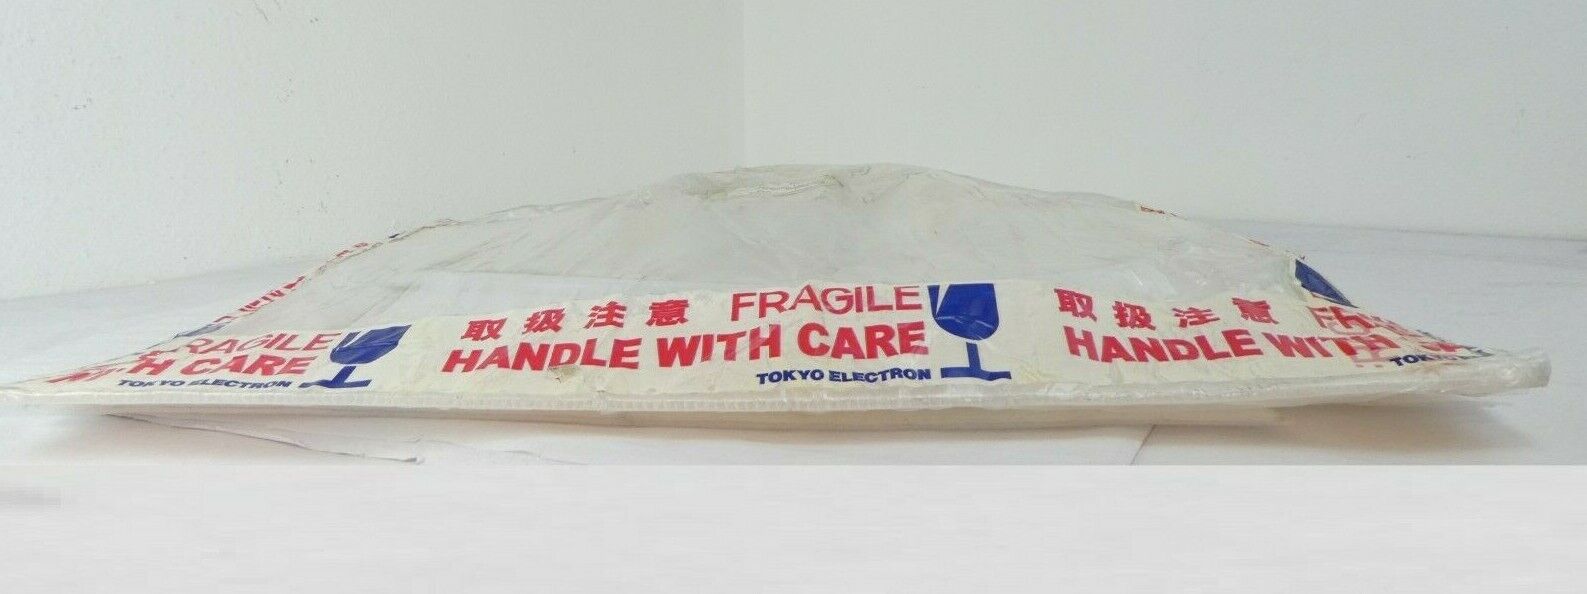 FRAGILE
CARE
TOKYO ELECTRON
取扱注意 FRAGILE
HANDLE WITH CARE
TOKYO ELECTRON
取扱注意
HANDLE WITH
TOKYO